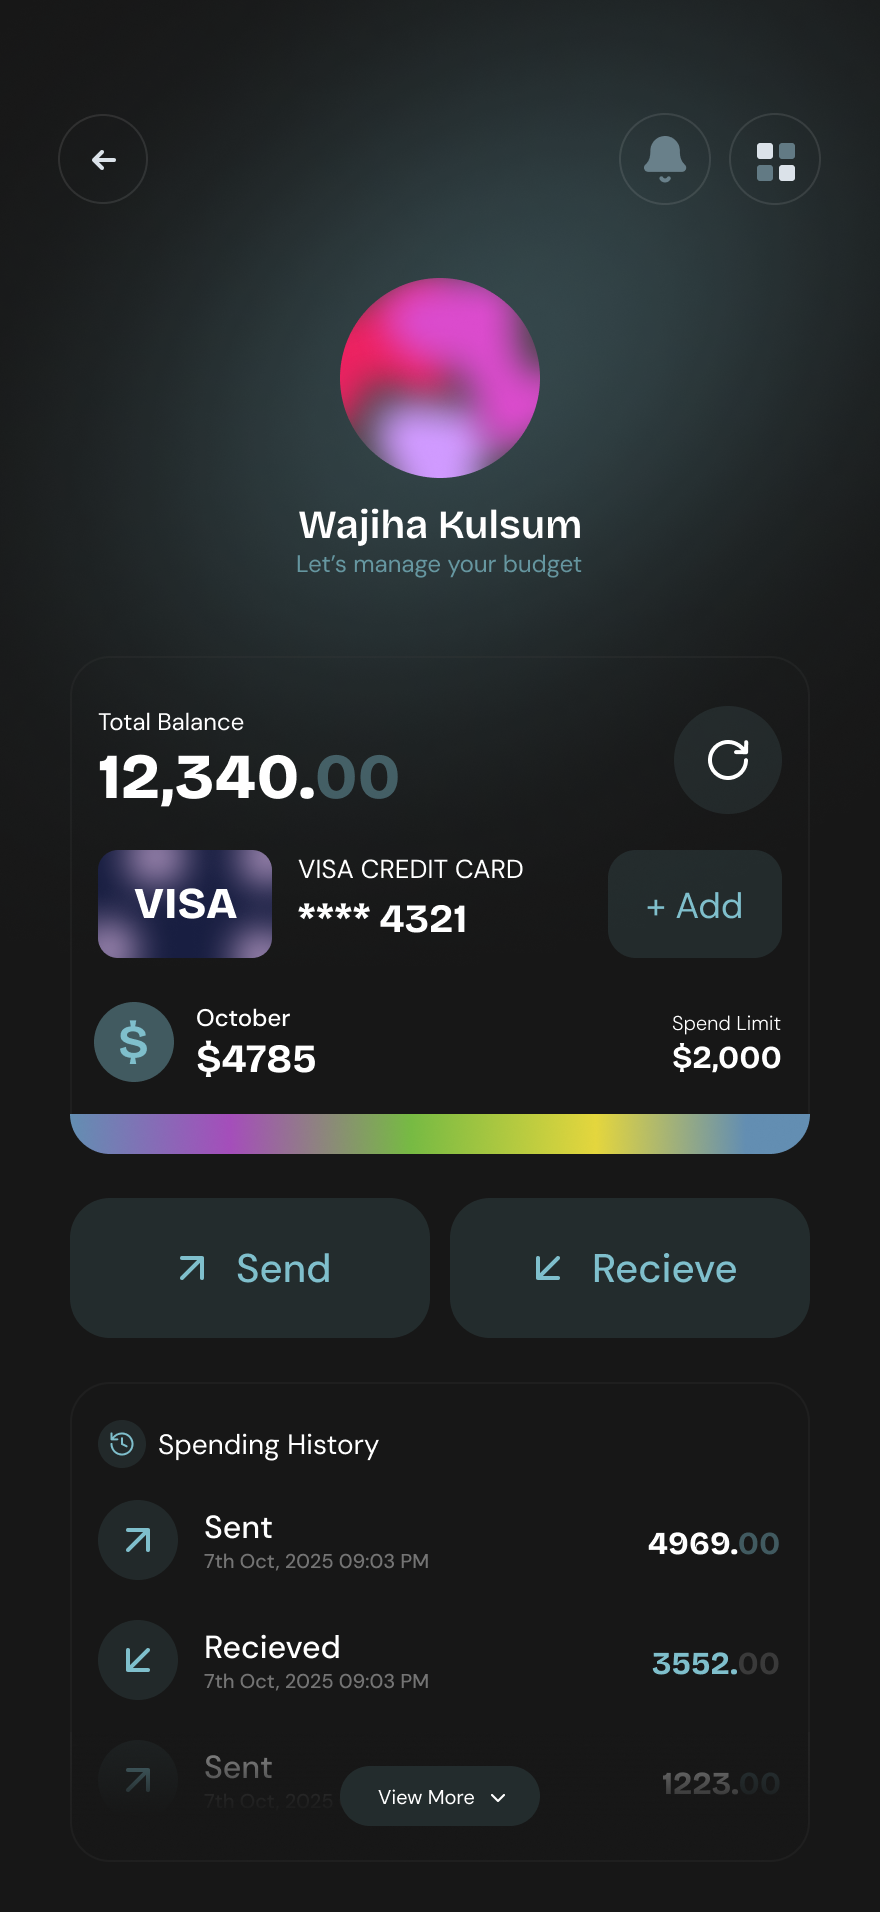 Wajiha Kulsum
Let's manage your budget
Total Balance
12,340.00
VISA
VISA CREDIT CARD
**** 4321
+ Add
$
October
$4785
Spend Limit
$2,000
Send
Recieve
Spending History
Sent
7th Oct, 2025 09:03 PM
4969.00
Recieved
7th Oct, 2025 09:03 PM
3552.00
Sent
7th Oct, 2025
1223.00
View More